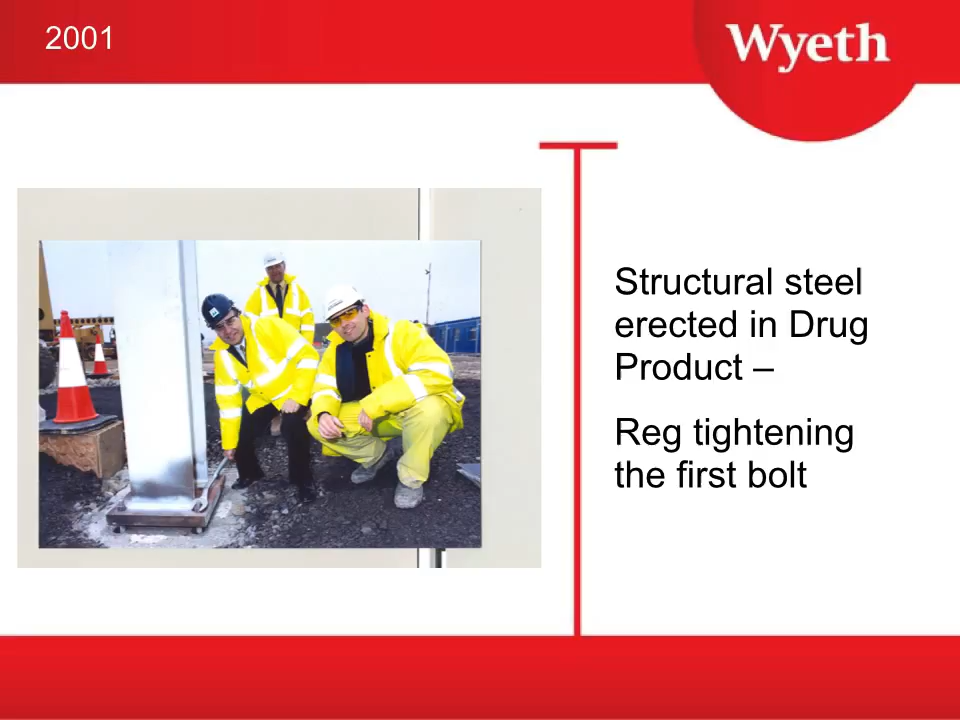 2001
Wyeth
Structural steel
erected in Drug
Product –
Reg tightening
the first bolt